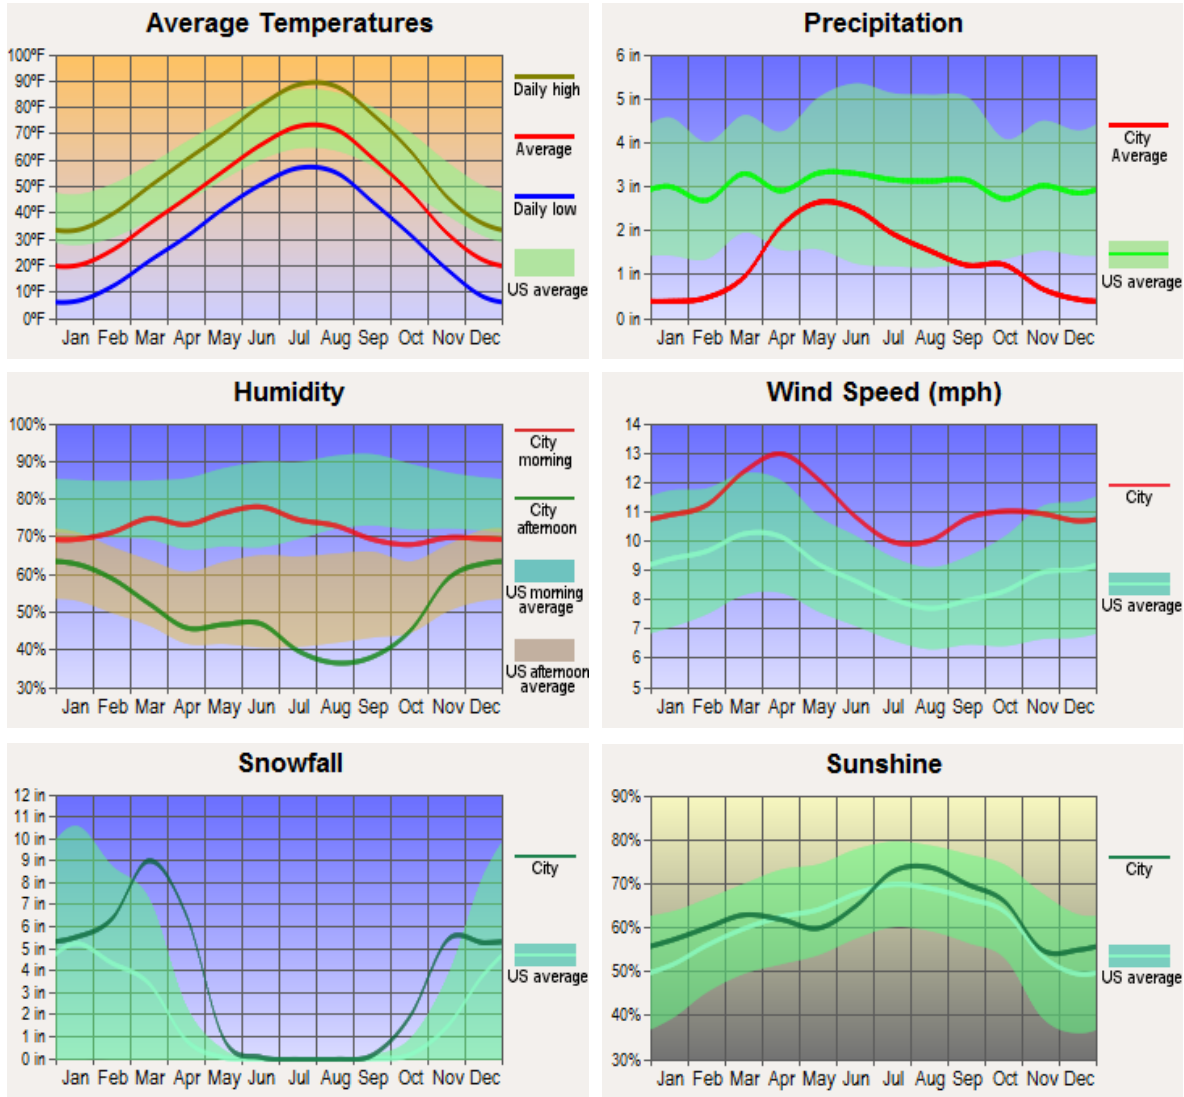 Average Temperatures
100ºF
90ºF
80ºF
70ºF
60ºF
50ºF
40ºF
30ºF
20ºF
10ºF
0ºF
Jan Feb Mar Apr May Jun Jul Aug Sep Oct Nov Dec
Daily high
Average
Daily low
US average
Precipitation
6 in
5 in
4 in
3 in
2 in
1 in
0 in
Jan Feb Mar Apr May Jun Jul Aug Sep Oct Nov Dec
City
Average
US average
Humidity
100%
90%
80%
70%
60%
50%
40%
30%
Jan Feb Mar Apr May Jun Jul Aug Sep Oct Nov Dec
City
morning
City
afternoon
US morning
average
US afternoon
average
Wind Speed (mph)
14
13
12
11
10
9
8
7
6
5
Jan Feb Mar Apr May Jun Jul Aug Sep Oct Nov Dec
City
US average
Snowfall
12 in
11 in
10 in
9 in
8 in
7 in
6 in
5 in
4 in
3 in
2 in
1 in
0 in
Jan Feb Mar Apr May Jun Jul Aug Sep Oct Nov Dec
City
US average
Sunshine
90%
80%
70%
60%
50%
40%
30%
Jan Feb Mar Apr May Jun Jul Aug Sep Oct Nov Dec
City
US average